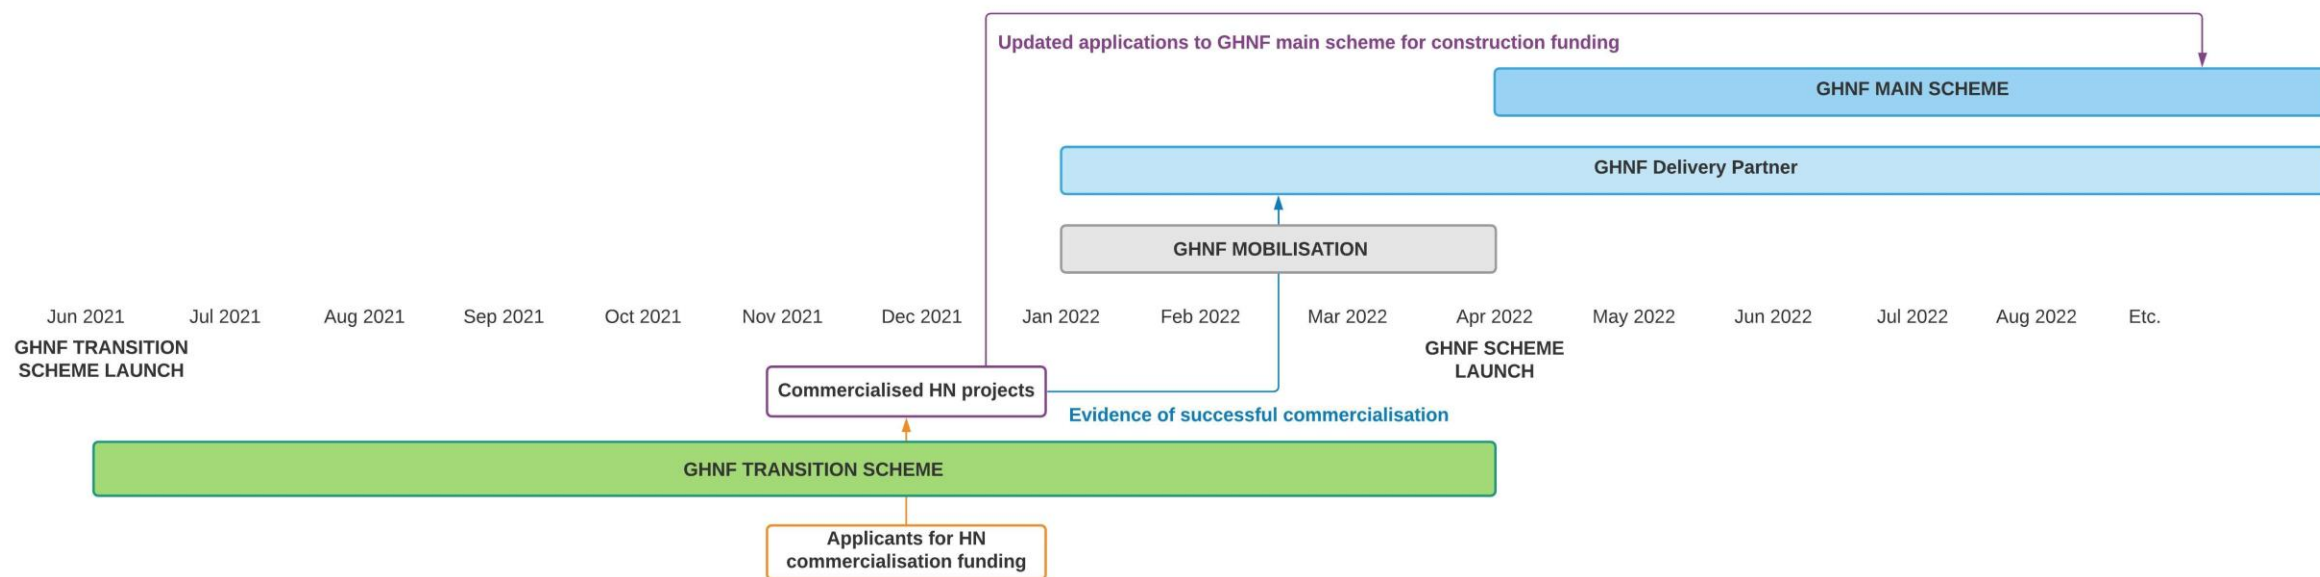 Updated applications to GHNF main scheme for construction funding
GHNF MAIN SCHEME
GHNF Delivery Partner
GHNF MOBILISATION
Jun 2021 Jul 2021 Aug 2021 Sep 2021 Oct 2021 Nov 2021 Dec 2021 Jan 2022 Feb 2022 Mar 2022 Apr 2022 May 2022 Jun 2022 Jul 2022 Aug 2022 Etc.
GHNF TRANSITION
SCHEME LAUNCH
GHNF SCHEME
LAUNCH
Commercialised HN projects
Evidence of successful commercialisation
GHNF TRANSITION SCHEME
Applicants for HN
commercialisation funding